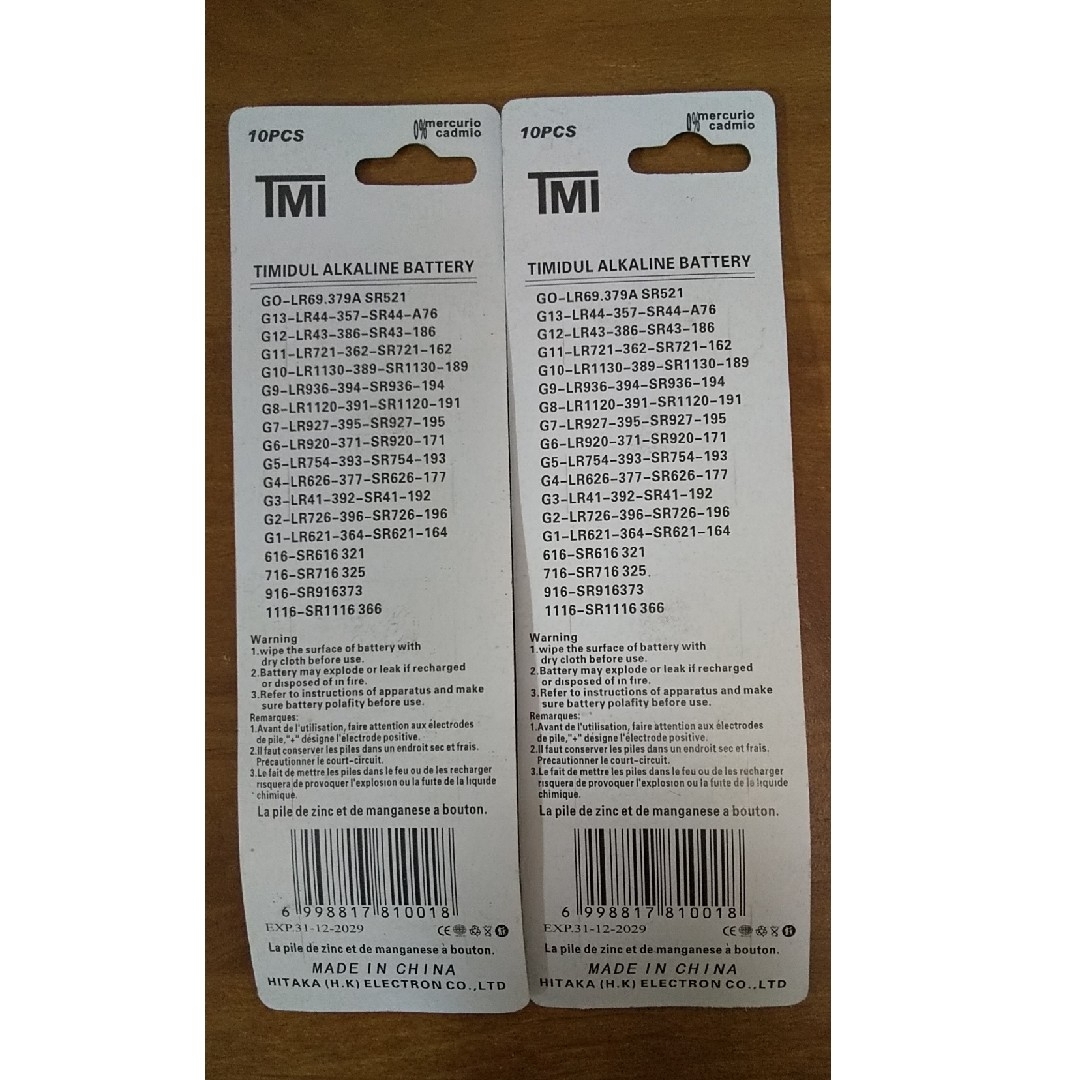 10PCS
0% mercurio
cadmio
TMI
TIMIDUL ALKALINE BATTERY
GO-LR69.379A SR521
G13-LR44-357-SR44-A76
G12-LR43-386-SR43-186
G11-LR721-362-SR721-162
G10-LR1130-389-SR1130-189
G9-LR936-394-SR936-194
G8-LR1120-391-SR1120-191
G7-LR927-395-SR927-195
G6-LR920-371-SR920-171
G5-LR754-393-SR754-193
G4-LR626-377-SR626-177
G3-LR41-392-SR41-192
G2-LR726-396-SR726-196
G1-LR621-364-SR621-164
616-SR616 321
716-SR716 325
916-SR916373
1116-SR1116 366
Warning
1.wipe the surface of battery with
dry cloth before use.
2.Battery may explode or leak if recharged
or disposed of in fire.
3.Refer to instructions of apparatus and make
sure battery polafity before use.
Remarques:
1.Avant de l'utilisation, faire attention aux électrodes
de pile,"+" désigne l'electrode positive.
2.Il faut conserver les piles dans un endroit sec et frais.
Précautionner le court-circuit.
3.Le fait de mettre les piles dans le feu ou de les recharger
risquera de provoquer l'explosion ou la fuite de la liquide
chimique.
La pile de zinc et de manganese a bouton.
6 998817 810018
EXP.31-12-2029
CE
La pile de zinc et de manganese à bouton.
MADE IN CHINA
HITAKA (H.K) ELECTRON CO.,LTD
10PCS
0% mercurio
cadmio
TMI
TIMIDUL ALKALINE BATTERY
GO-LR69.379A SR521
G13-LR44-357-SR44-A76
G12-LR43-386-SR43-186
G11-LR721-362-SR721-162
G10-LR1130-389-SR1130-189
G9-LR936-394-SR936-194
G8-LR1120-391-SR1120-191
G7-LR927-395-SR927-195
G6-LR920-371-SR920-171
G5-LR754-393-SR754-193
G4-LR626-377-SR626-177
G3-LR41-392-SR41-192
G2-LR726-396-SR726-196
G1-LR621-364-SR621-164
616-SR616 321
716-SR716 325
916-SR916373
1116-SR1116 366
Warning
1.wipe the surface of battery with
dry cloth before use.
2.Battery may explode or leak if recharged
or disposed of in fire.
3.Refer to instructions of apparatus and make
sure battery polafity before use.
Remarques:
1.Avant de l'utilisation, faire attention aux électrodes
de pile,"+" désigne l'électrode positive.
2.Il faut conserver les piles dans un endroit sec et frais.
Précautionner le court-circuit.
3.Le fait de mettre les piles dans le feu ou de les recharger
risquera de provoquer l'explosion ou la fuite de la liquide
chimique.
La pile de zinc et de manganese a bouton.
6 998817 810018
EXP.31-12-2029
CE
La pile de zinc et de manganese à bouton.
MADE IN CHINA
HITAKA (H.K) ELECTRON CO.,LTD